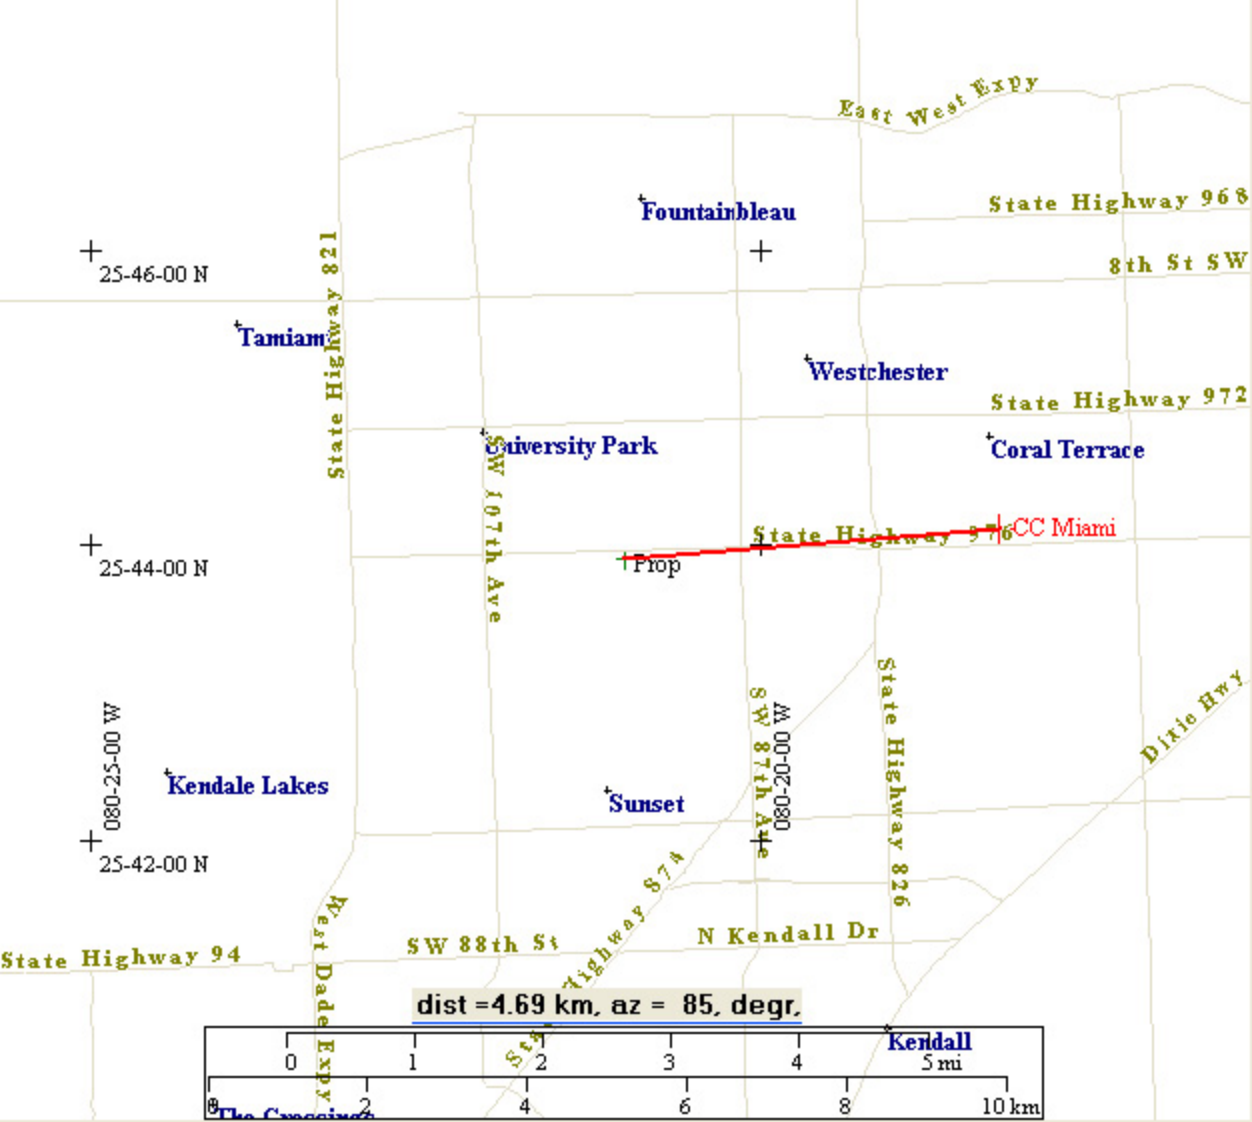 East West Expy
State Highway 968
Fountainbleau
State Highway 821
25-46-00 N
8th St SW
Tamiam
Westchester
State Highway 972
University Park
SW 107th Ave
Coral Terrace
State Highway 976
CC Miami
Prop
25-44-00 N
080-25-00 W
SW 87th Ave
080-20-00 W
State Highway 826
Dixie Hwy
Kendale Lakes
Sunset
25-42-00 N
State Highway 874
West Dade Expy
State Highway 94
SW 88th St
N Kendall Dr
dist =4.69 km, az = 85, degr,
Kendall
0 1 2 3 4 5 mi
0 2 4 6 8 10 km
The Crossings